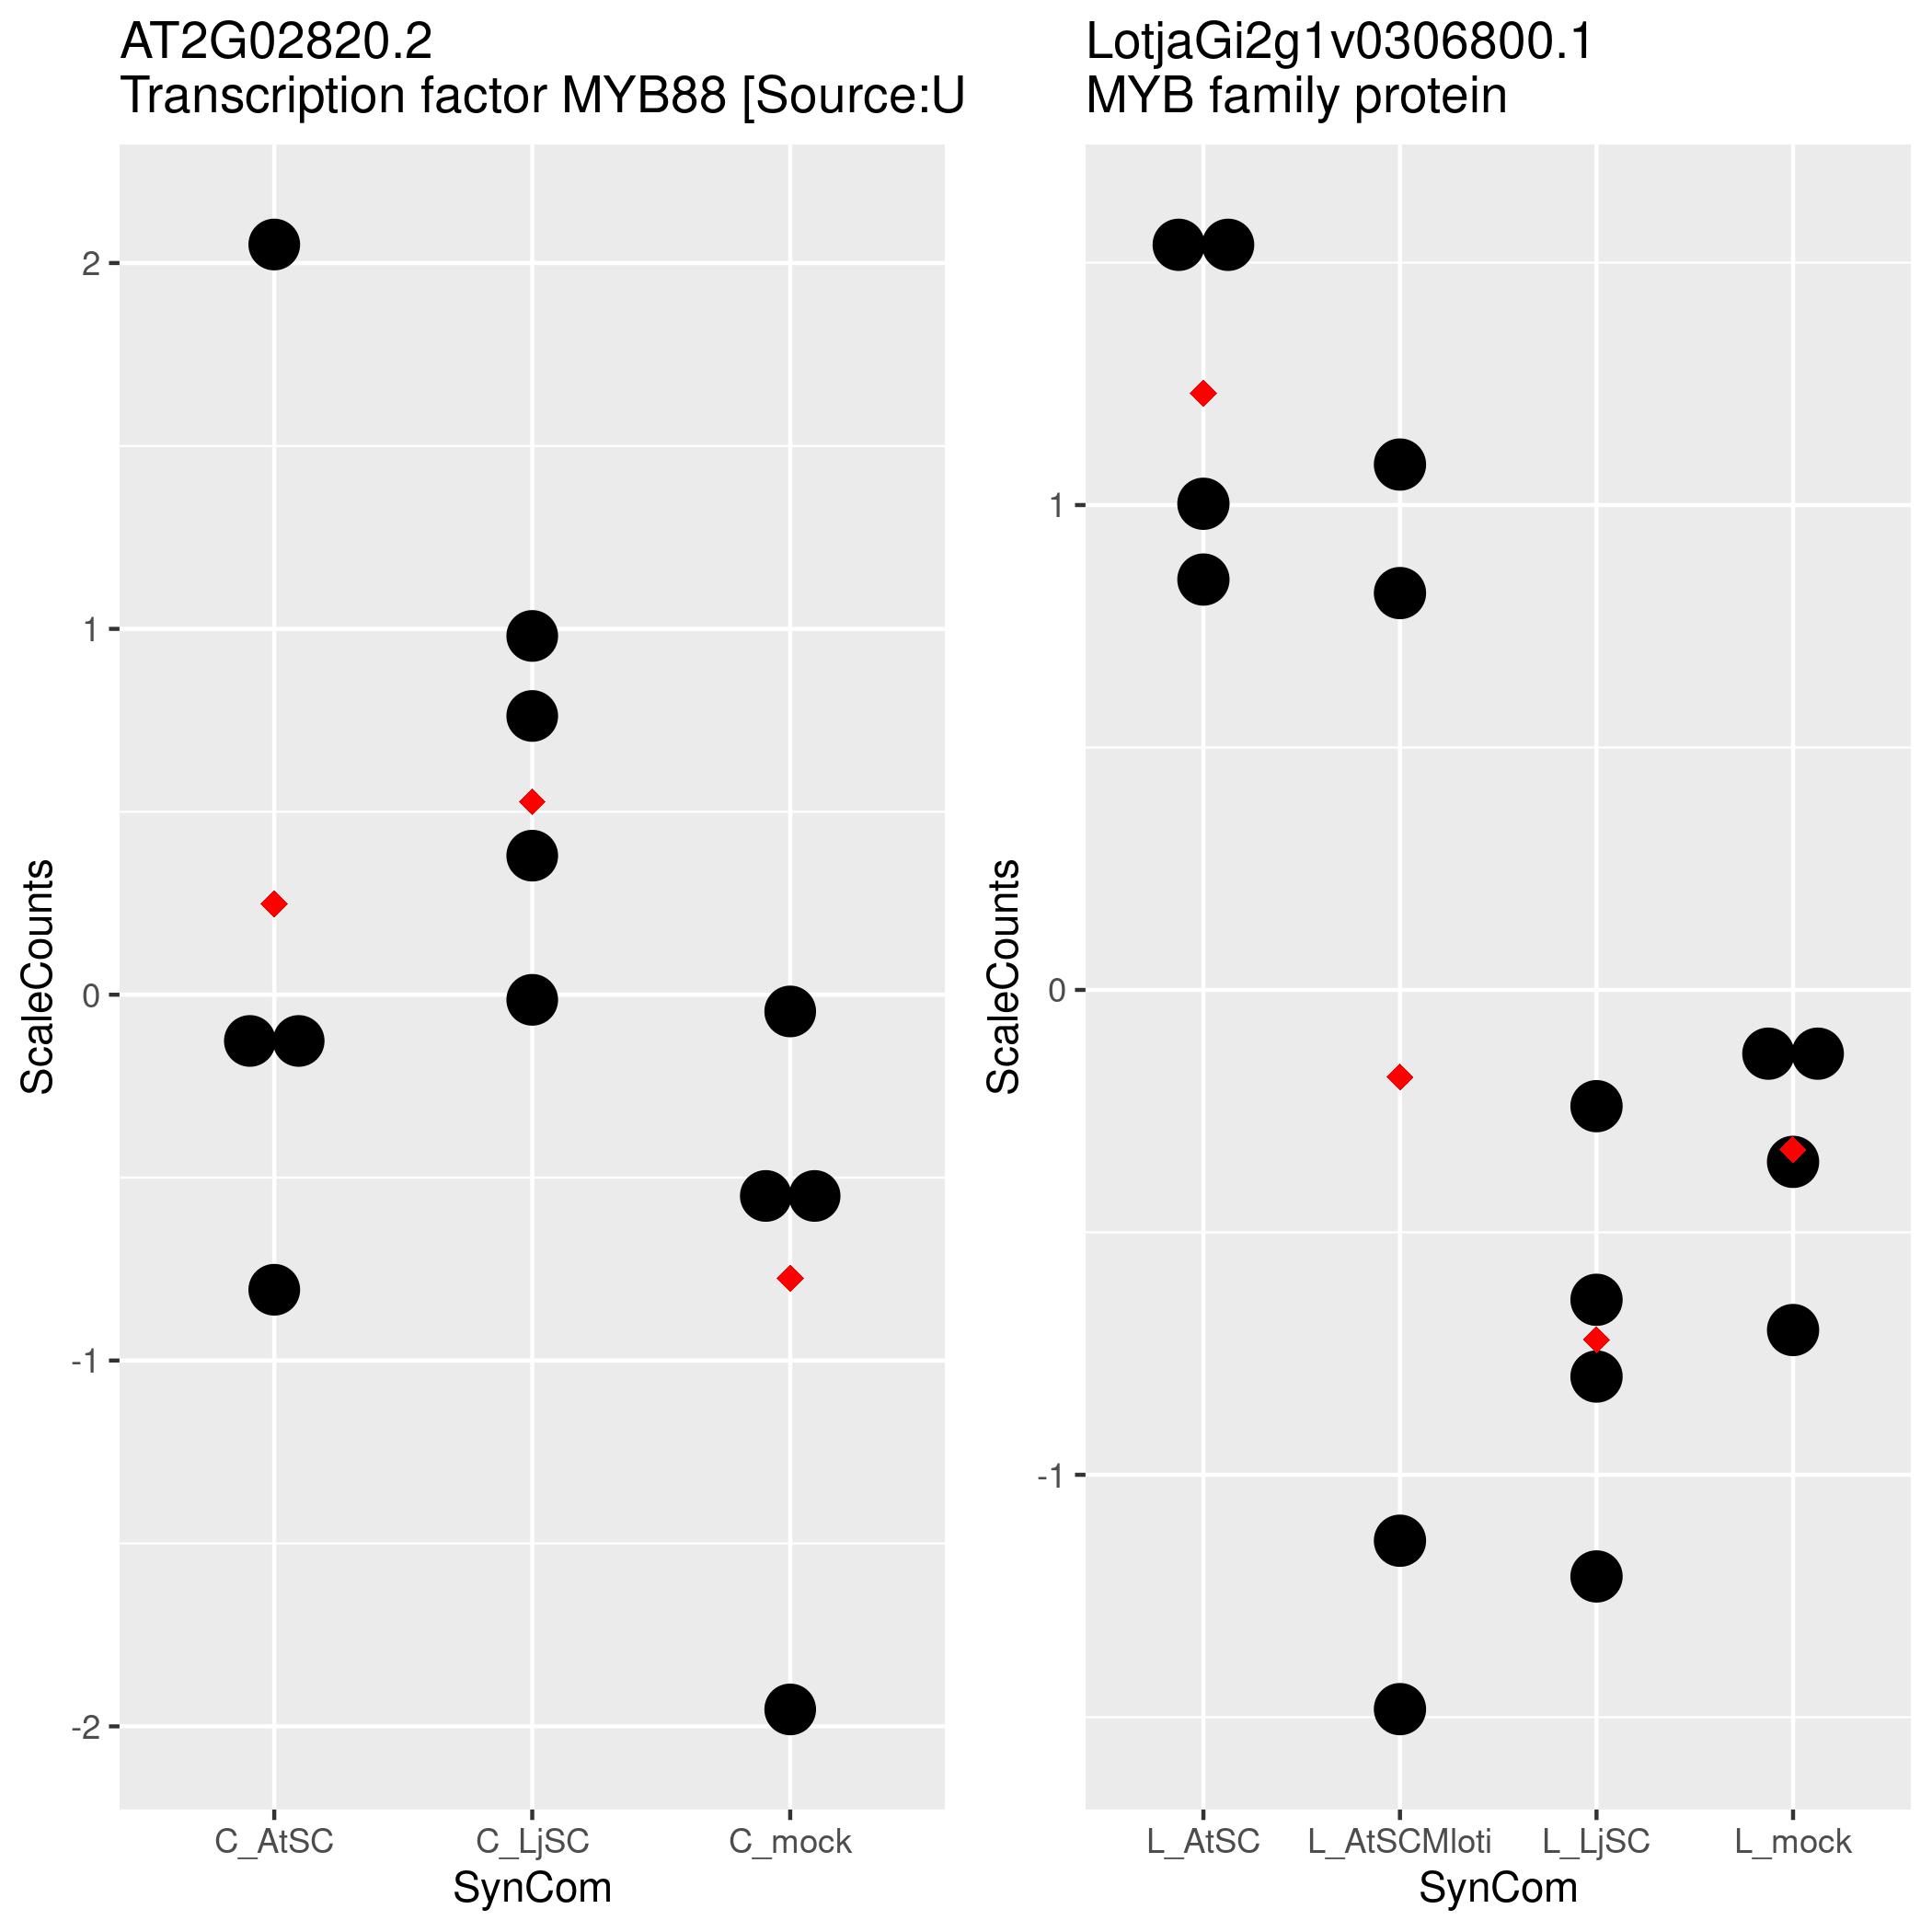 AT2G02820.2
Transcription factor MYB88 [Source:U
ScaleCounts
2
1
0
-1
-2
C_AtSC C_LjSC C_mock
SynCom
LotjaGi2g1v0306800.1
MYB family protein
ScaleCounts
1
0
-1
L_AtSC L_AtSCMloti L_LjSC L_mock
SynCom